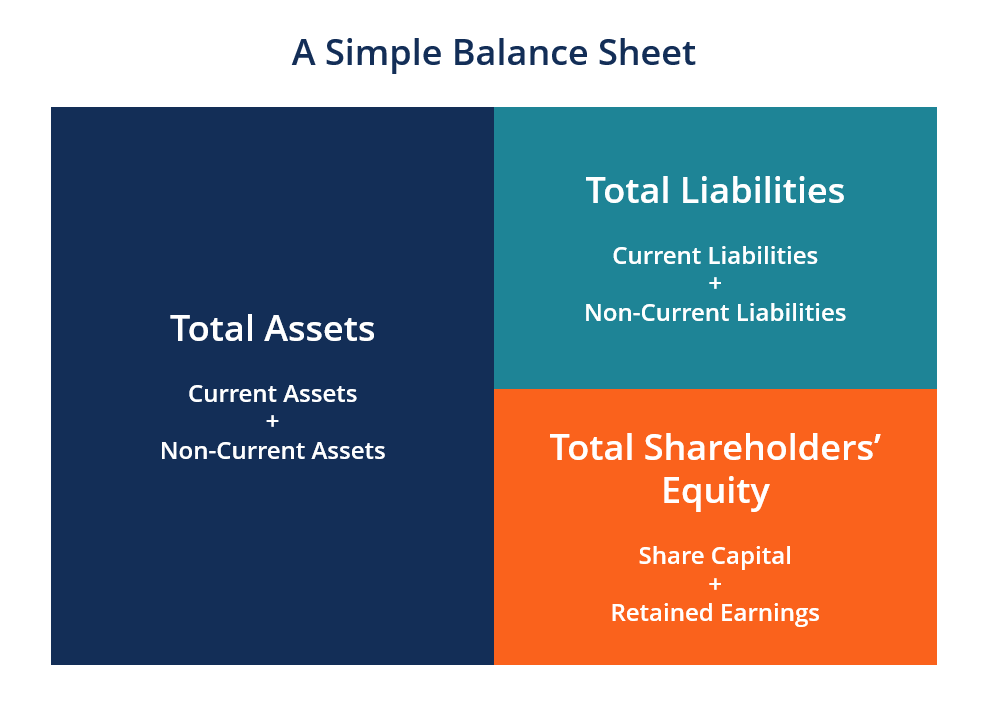 A Simple Balance Sheet
Total Assets
Current Assets
+
Non-Current Assets
Total Liabilities
Current Liabilities
+
Non-Current Liabilities
Total Shareholders’
Equity
Share Capital
+
Retained Earnings